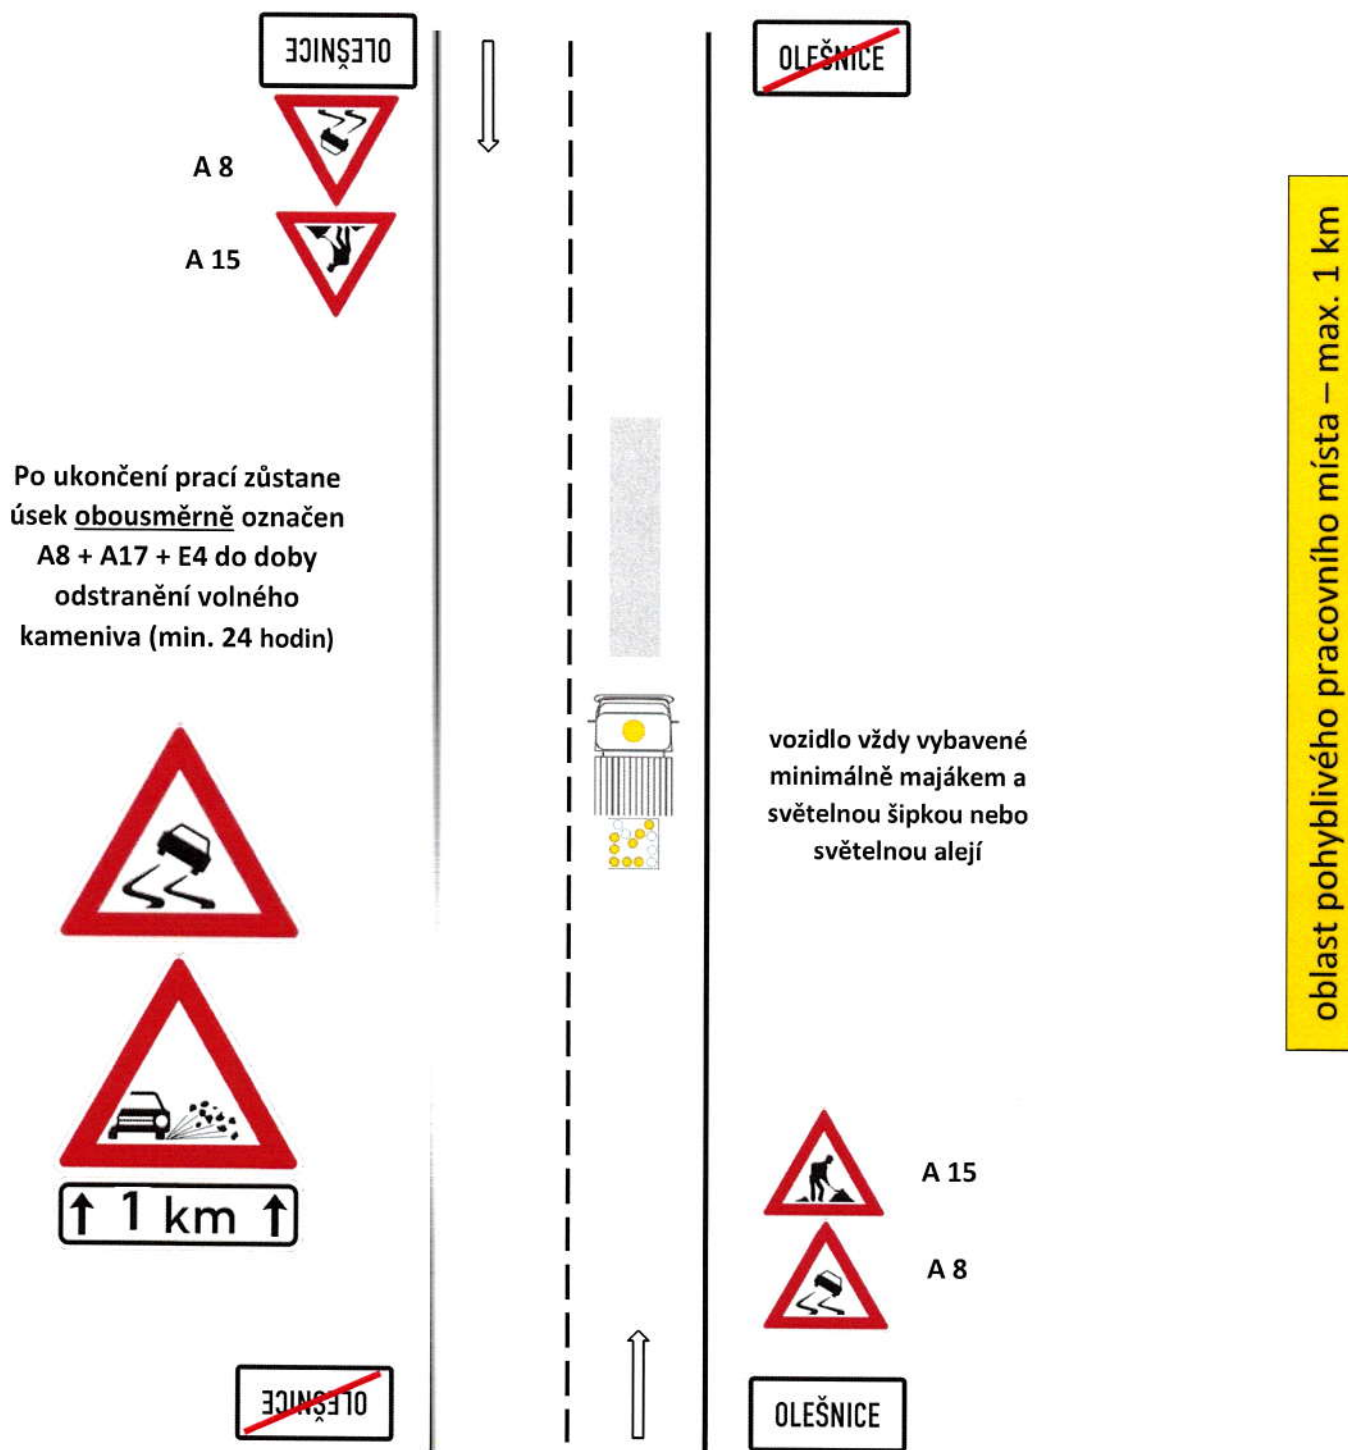 OLEŠNICE
OLEŠNICE
A 8
A 15
Po ukončení prací zůstane
úsek obousměrně označen
A8 + A17 + E4 do doby
odstranění volného
kameniva (min. 24 hodin)
vozidlo vždy vybavené
minimálně majákem a
světelnou šipkou nebo
světelnou alejí
oblast pohyblivého pracovního místa – max. 1 km
↑ 1 km ↑
A 15
A 8
OLEŠNICE
OLEŠNICE